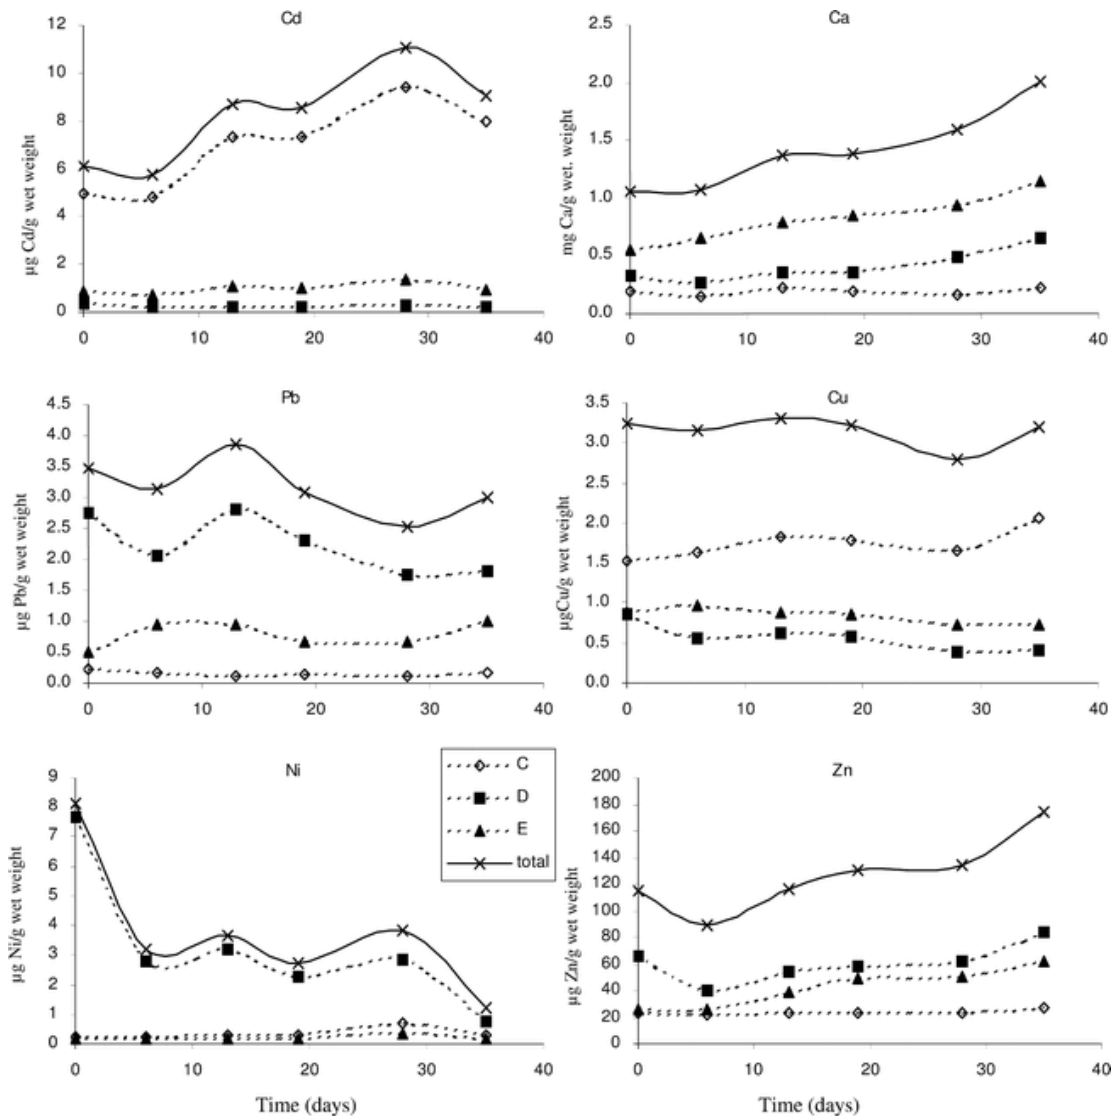 Cd
12
10
8
6
4
2
0
0 10 20 30 40
µg Cd/g wet weight
Ca
2.5
2.0
1.5
1.0
0.5
0.0
0 10 20 30 40
mg Ca/g wet. weight
Pb
4.5
4.0
3.5
3.0
2.5
2.0
1.5
1.0
0.5
0.0
0 10 20 30 40
µg Pb/g wet weight
Cu
3.5
3.0
2.5
2.0
1.5
1.0
0.5
0.0
0 10 20 30 40
µgCu/g wet weight
Ni
9
8
7
6
5
4
3
2
1
0
0 10 20 30 40
µg Ni/g wet weight
Time (days)
C
D
E
total
Zn
200
180
160
140
120
100
80
60
40
20
0
0 10 20 30 40
µg Zn/g wet weight
Time (days)